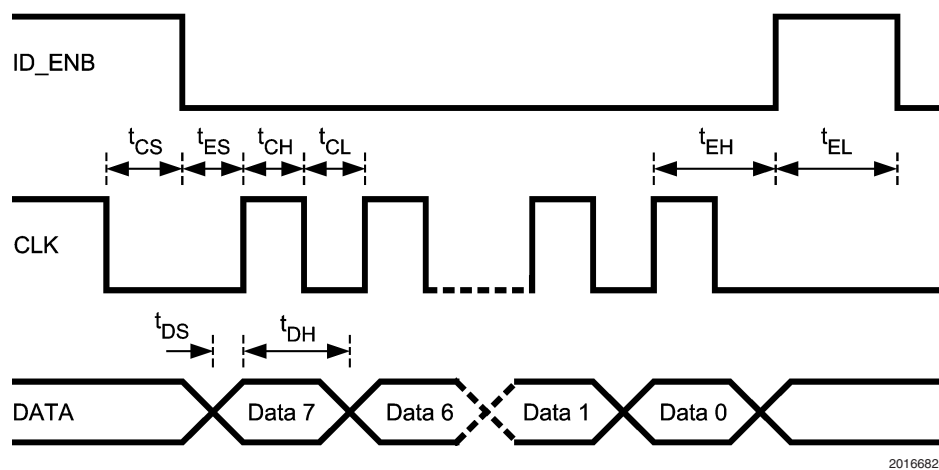 ID_ENB
tCS tES tCH tCL tEH tEL
CLK
tDS tDH
DATA Data 7 Data 6 Data 1 Data 0
2016682